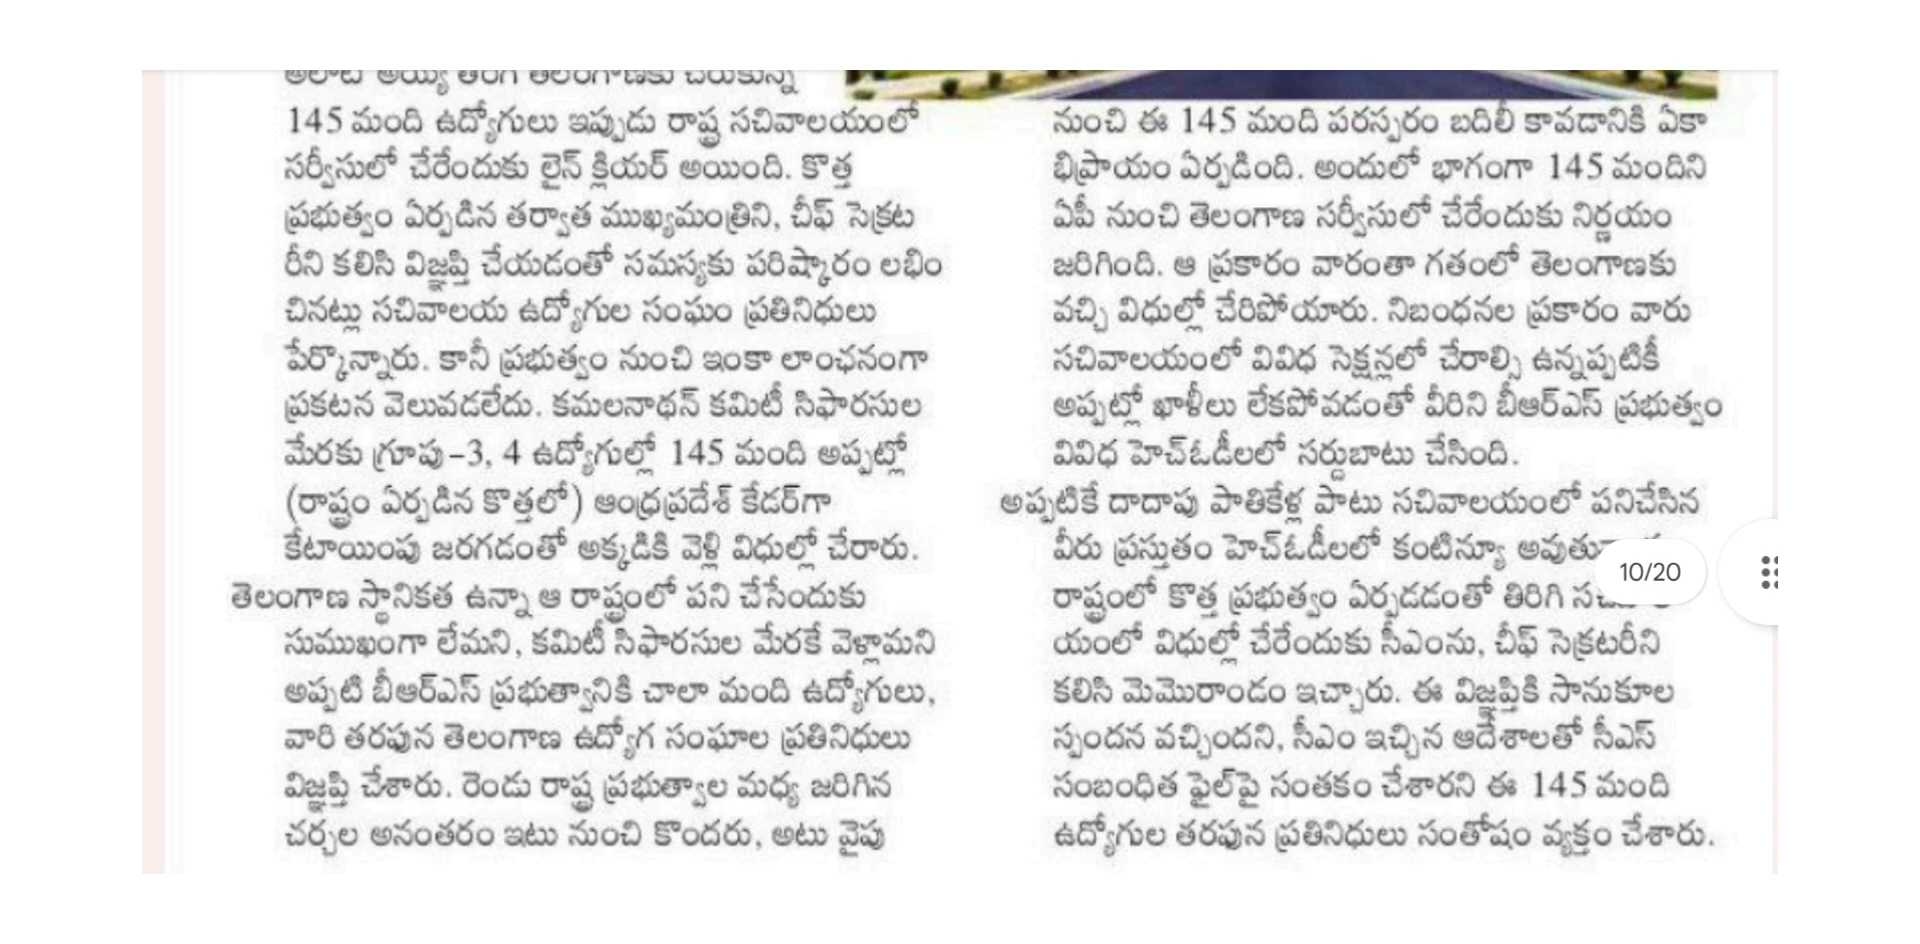 అలాట్ అయ్యి తిరిగి తెలంగాణకు చేరుకున్న
145 మంది ఉద్యోగులు ఇప్పుడు రాష్ట్ర సచివాలయంలో
సర్వీసులో చేరేందుకు లైన్ క్లియర్ అయింది. కొత్త
ప్రభుత్వం ఏర్పడిన తర్వాత ముఖ్యమంత్రిని, చీఫ్ సెక్రట
రీని కలిసి విజ్ఞప్తి చేయడంతో సమస్యకు పరిష్కారం లభిం
చినట్లు సచివాలయ ఉద్యోగుల సంఘం ప్రతినిధులు
పేర్కొన్నారు. కానీ ప్రభుత్వం నుంచి ఇంకా లాంఛనంగా
ప్రకటన వెలువడలేదు. కమలనాథన్ కమిటీ సిఫారసుల
మేరకు గ్రూపు-3, 4 ఉద్యోగుల్లో 145 మంది అప్పట్లో
(రాష్ట్రం ఏర్పడిన కొత్తలో) ఆంధ్రప్రదేశ్ కేడర్‌గా
కేటాయింపు జరగడంతో అక్కడికి వెళ్లి విధుల్లో చేరారు.
తెలంగాణ స్థానికత ఉన్నా ఆ రాష్ట్రంలో పని చేసేందుకు
సుముఖంగా లేమని, కమిటీ సిఫారసుల మేరకే వెళ్లామని
అప్పటి బీఆర్ఎస్ ప్రభుత్వానికి చాలా మంది ఉద్యోగులు,
వారి తరఫున తెలంగాణ ఉద్యోగ సంఘాల ప్రతినిధులు
విజ్ఞప్తి చేశారు. రెండు రాష్ట్ర ప్రభుత్వాల మధ్య జరిగిన
చర్చల అనంతరం ఇటు నుంచి కొందరు, అటు వైపు
నుంచి ఈ 145 మంది పరస్పరం బదిలీ కావడానికి ఏకా
భిప్రాయం ఏర్పడింది. అందులో భాగంగా 145 మందిని
ఏపీ నుంచి తెలంగాణ సర్వీసులో చేరేందుకు నిర్ణయం
జరిగింది. ఆ ప్రకారం వారంతా గతంలో తెలంగాణకు
వచ్చి విధుల్లో చేరిపోయారు. నిబంధనల ప్రకారం వారు
సచివాలయంలో వివిధ సెక్షన్లలో చేరాల్సి ఉన్నప్పటికీ
అప్పట్లో ఖాళీలు లేకపోవడంతో వీరిని బీఆర్ఎస్ ప్రభుత్వం
వివిధ హెచ్ఓడీలలో సర్దుబాటు చేసింది.
అప్పటికే దాదాపు పాతికేళ్ల పాటు సచివాలయంలో పనిచేసిన
వీరు ప్రస్తుతం హెచ్ఓడీలలో కంటిన్యూ
రాష్ట్రంలో కొత్త ప్రభుత్వం ఏర్పడడంతో తిరిగి
యంలో విధుల్లో చేరేందుకు సీఎంను, చీఫ్ సెక్రటరీని
కలిసి మెమొరాండం ఇచ్చారు. ఈ విజ్ఞప్తికి సానుకూల
స్పందన వచ్చిందని, సీఎం ఇచ్చిన ఆదేశాలతో సీఎస్
సంబంధిత ఫైల్‌పై సంతకం చేశారని ఈ 145 మంది
ఉద్యోగుల తరఫున ప్రతినిధులు సంతోషం వ్యక్తం చేశారు.
10/20